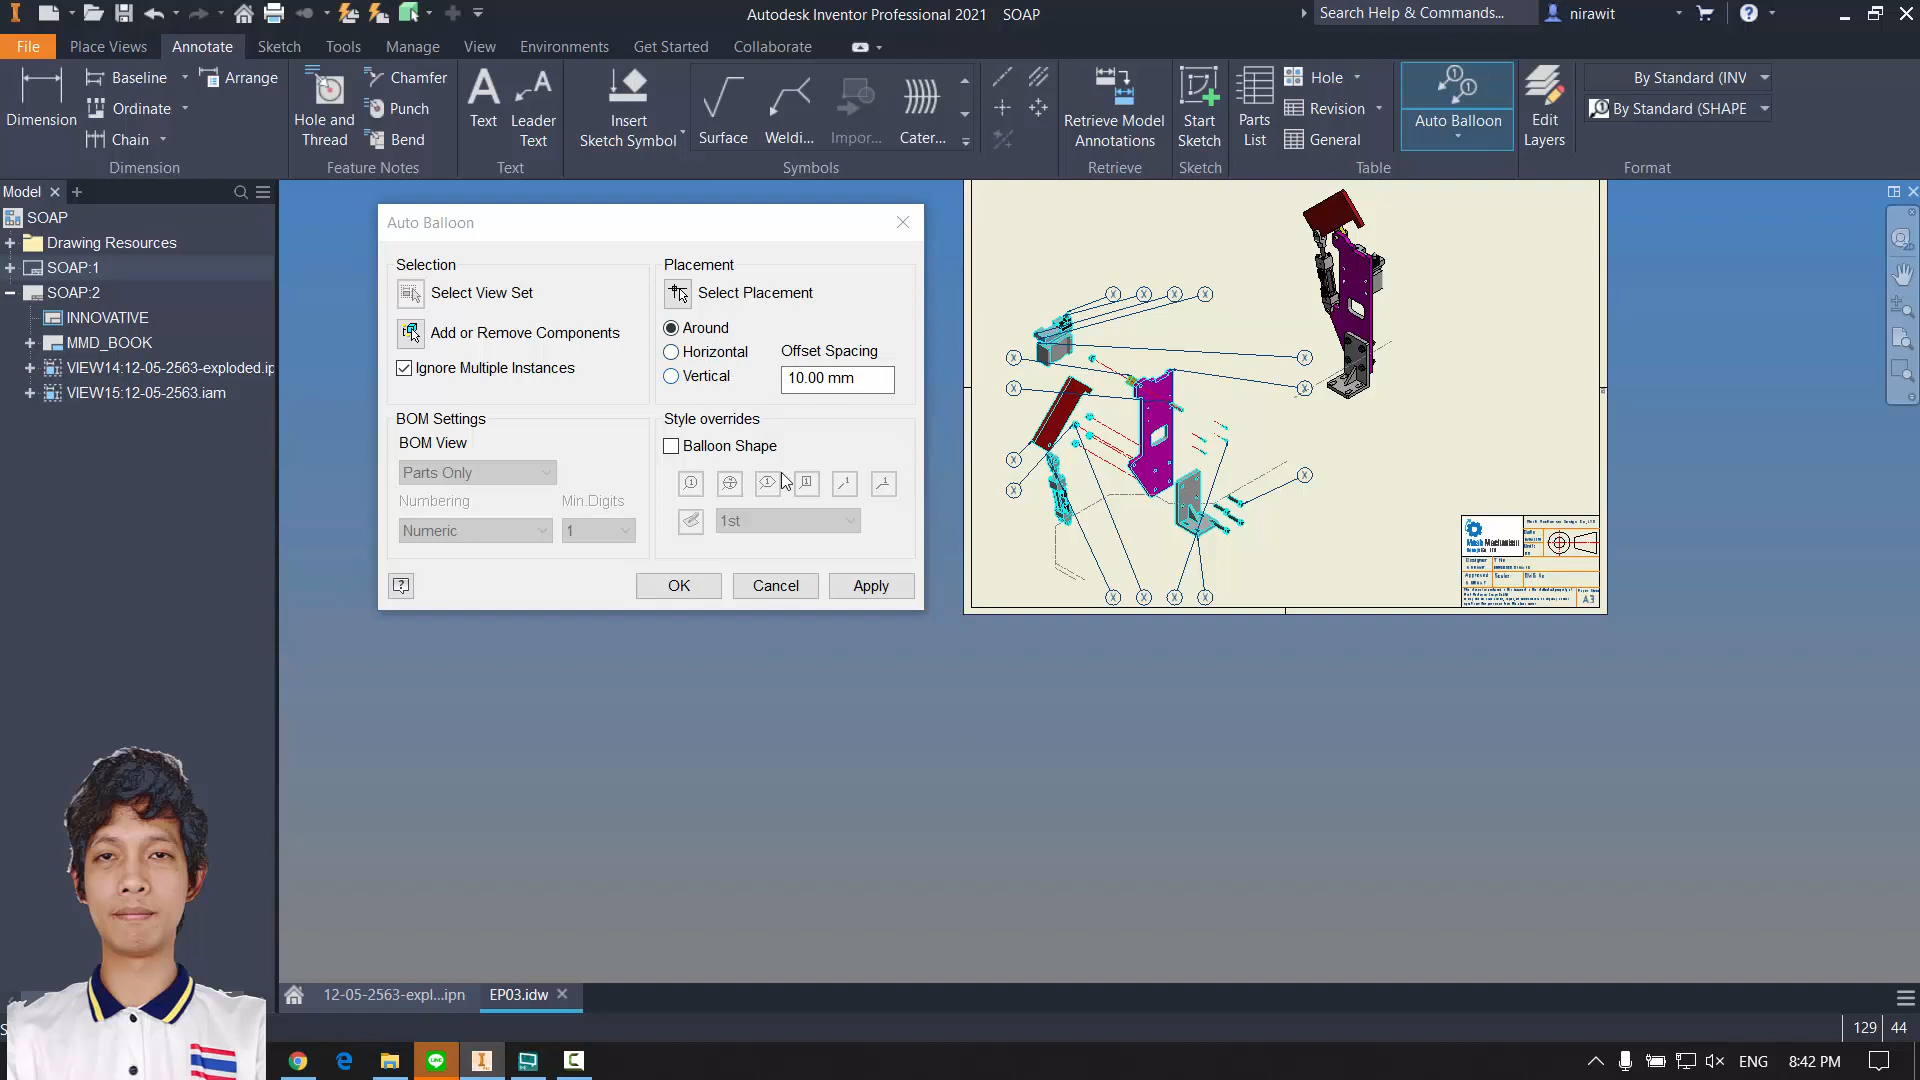 Autodesk Inventor Professional 2021 SOAP
Search Help & Commands...
nirawit
File
Place Views
Annotate
Sketch
Tools
Manage
View
Environments
Get Started
Collaborate
Dimension
Baseline
Ordinate
Chain
Arrange
Dimension
Hole and
Thread
Chamfer
Punch
Bend
Feature Notes
Text
Leader
Text
Text
Insert
Sketch Symbol
Surface
Weldi...
Impor...
Cater...
Symbols
Retrieve Model
Annotations
Retrieve
Start
Sketch
Sketch
Parts
List
Hole
Revision
General
Table
Auto Balloon
Edit
Layers
By Standard (INV
By Standard (SHAPE
Format
Model
SOAP
Drawing Resources
SOAP:1
SOAP:2
INNOVATIVE
MMD_BOOK
VIEW14:12-05-2563-exploded.ip
VIEW15:12-05-2563.iam
Auto Balloon
Selection
Select View Set
Add or Remove Components
Ignore Multiple Instances
Placement
Select Placement
Around
Horizontal
Vertical
Offset Spacing
10.00 mm
BOM Settings
BOM View
Parts Only
Numbering
Min.Digits
Numeric
1
Style overrides
Balloon Shape
1st
OK
Cancel
Apply
X X X X
X
X
X
X
X
X
X
X X X X
A3
12-05-2563-expl...ipn
EP03.idw
129
44
ENG
8:42 PM